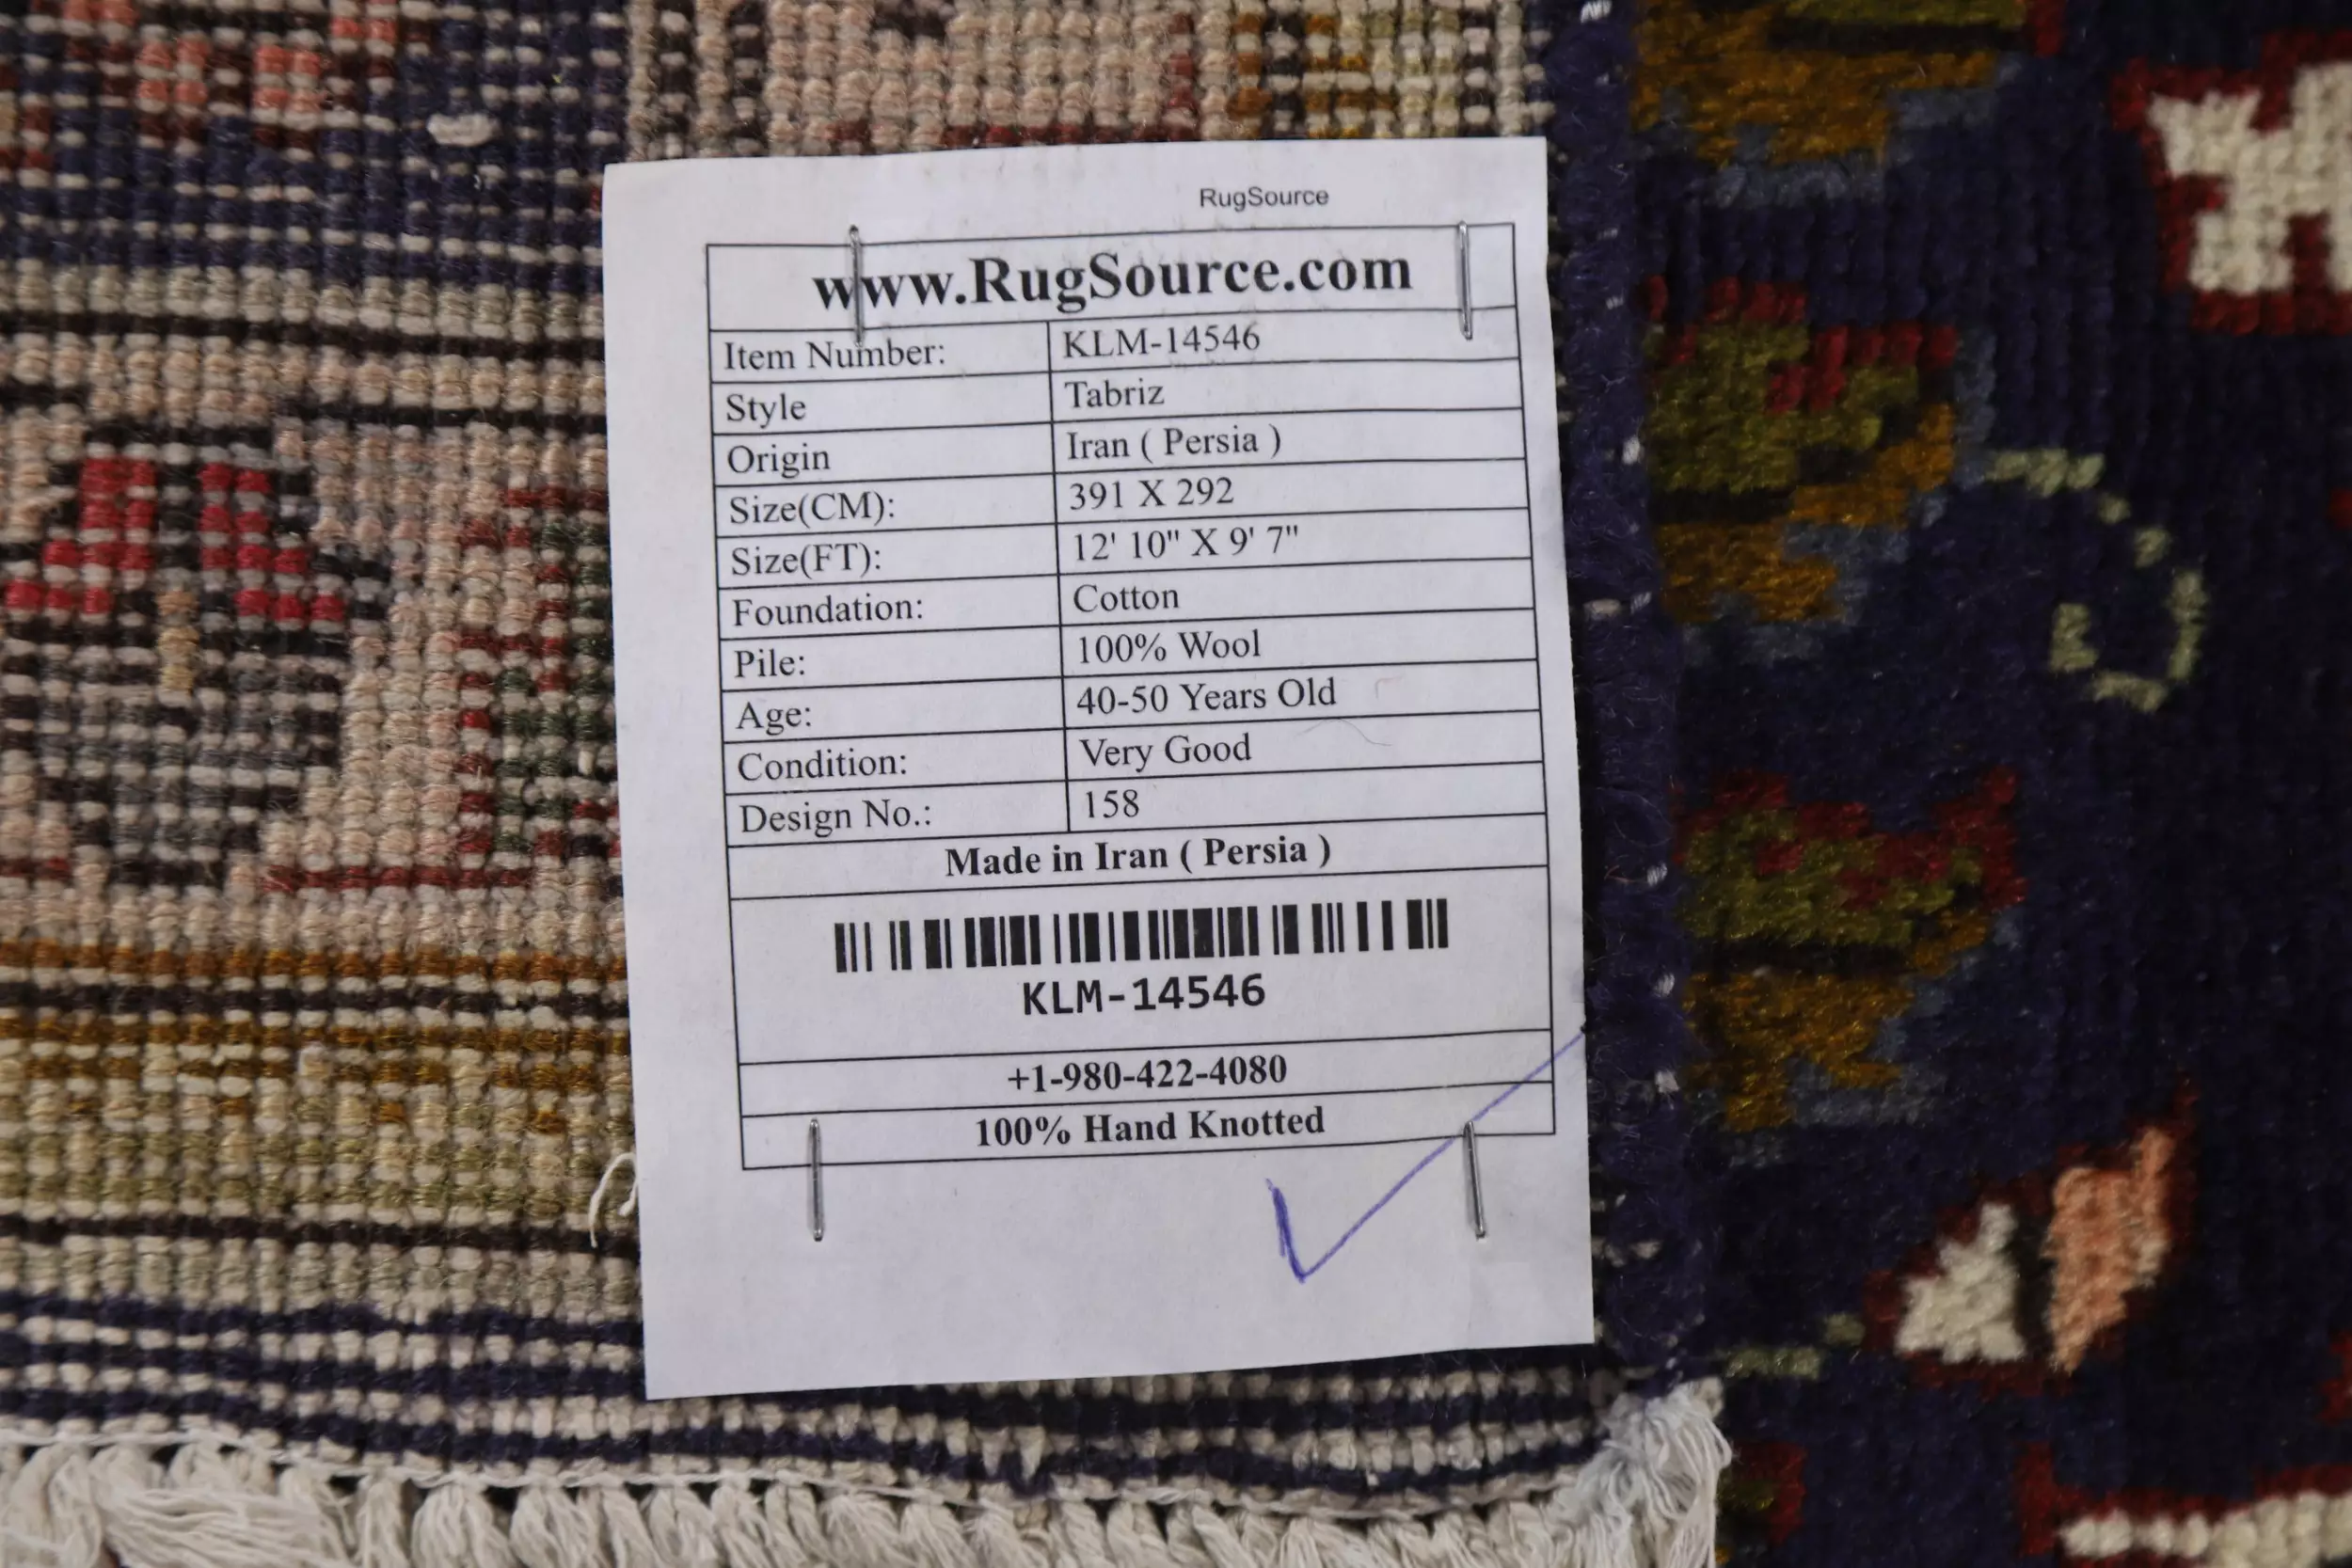 RugSource
www.RugSource.com
Item Number: KLM-14546
Style Tabriz
Origin Iran ( Persia )
Size(CM): 391 X 292
Size(FT): 12' 10" X 9' 7"
Foundation: Cotton
Pile: 100% Wool
Age: 40-50 Years Old
Condition: Very Good
Design No.: 158
Made in Iran ( Persia )
KLM-14546
+1-980-422-4080
100% Hand Knotted